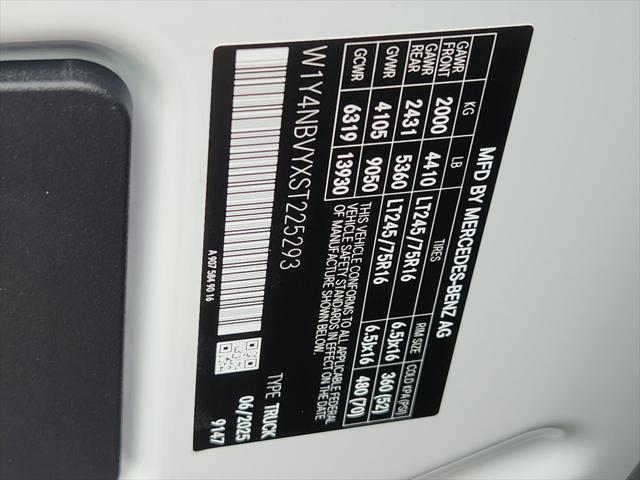 MFD BY MERCEDES-BENZ AG
KG LB TIRES RIM SIZE COLD KPA(PSI)
GAWR FRONT 2000 4410 LT245/75R16 6.5Jx16 360 (52)
GAWR REAR 2431 5360 LT245/75R16 6.5Jx16 480 (70)
GVWR 4105 9050
GCWR 6319 13930
THIS VEHICLE CONFORMS TO ALL APPLICABLE FEDERAL
VEHICLE SAFETY STANDARDS IN EFFECT ON THE DATE
OF MANUFACTURE SHOWN ABOVE.
W1Y4NBVYXST225293
TYPE TRUCK
06/2025
9147
A 907 584 90 16